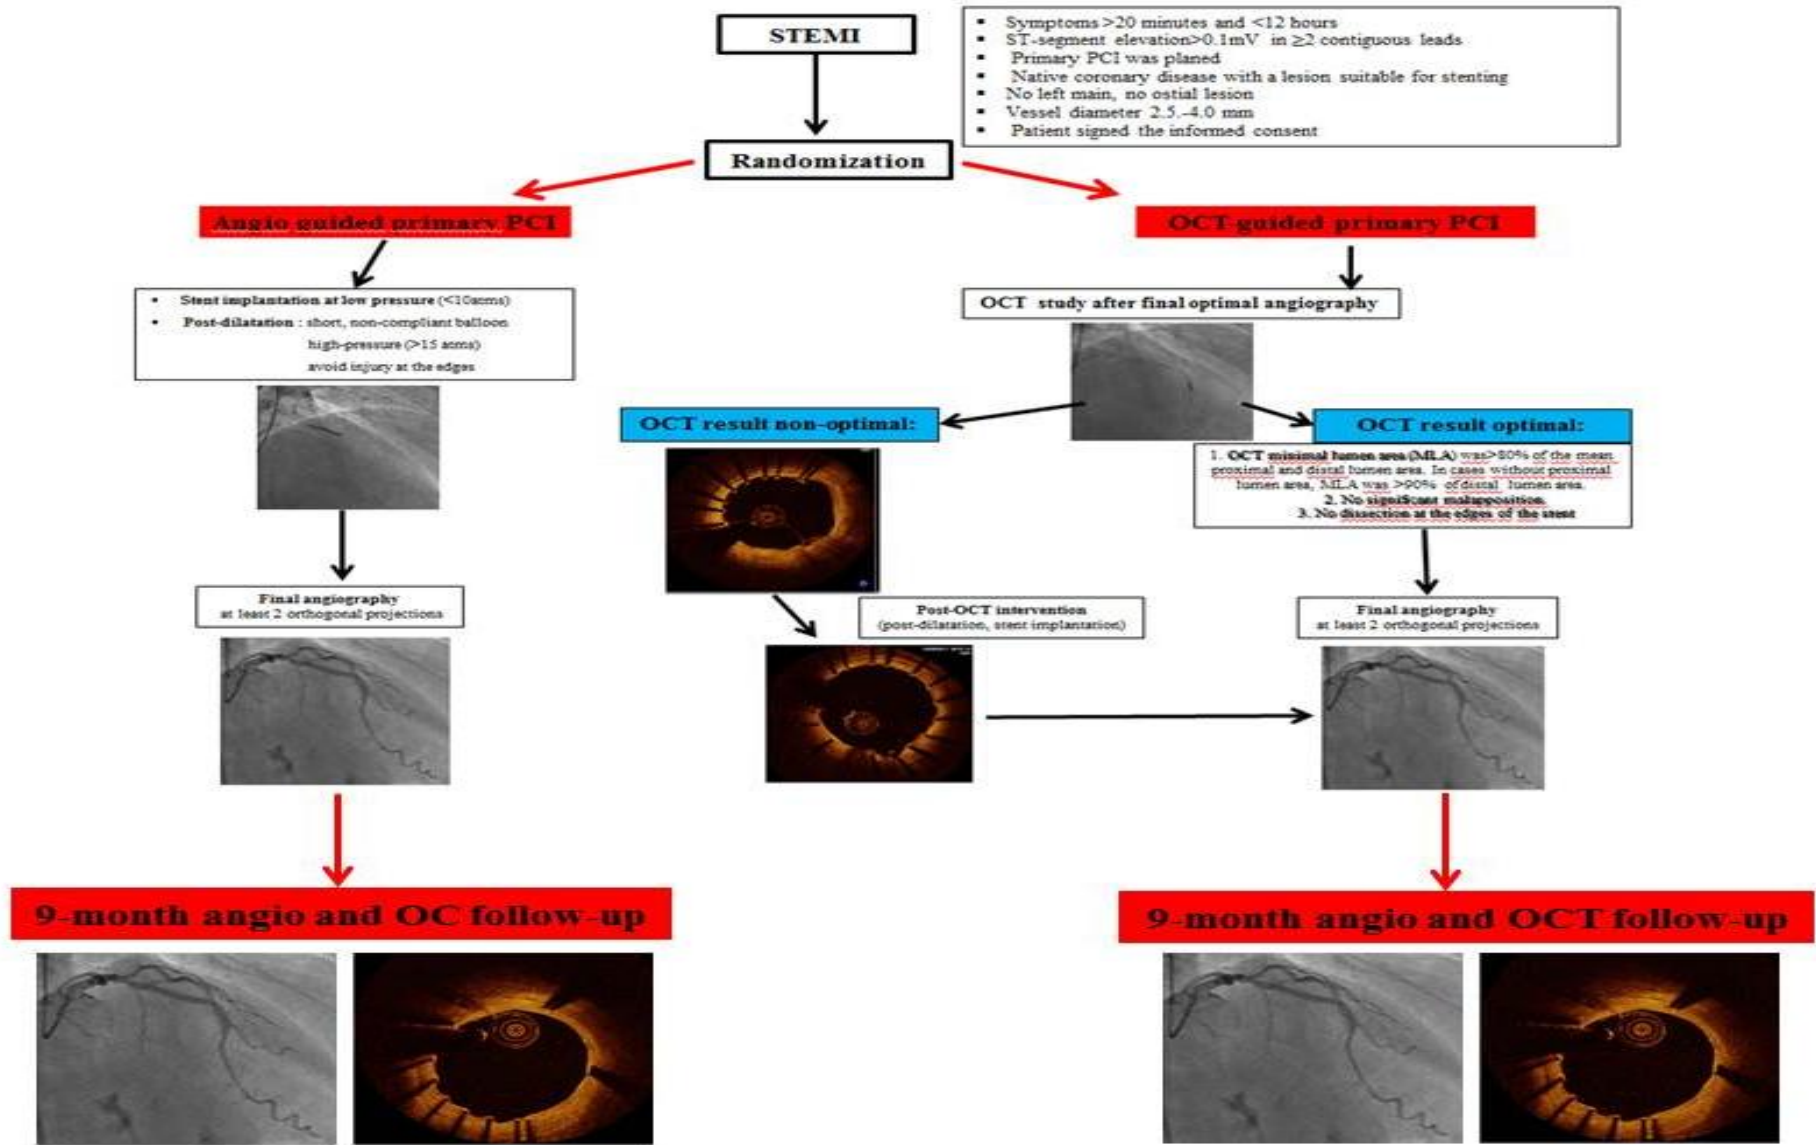 STEMI
▪ Symptoms >20 minutes and <12 hours
▪ ST-segment elevation>0.1mV in ≥2 contiguous leads
▪ Primary PCI was planed
▪ Native coronary disease with a lesion suitable for stenting
▪ No left main, no ostial lesion
▪ Vessel diameter 2.5.-4.0 mm
▪ Patient signed the informed consent
Randomization
Angio guided primary PCI
OCT-guided primary PCI
• Stent implantation at low pressure (<10atms)
• Post-dilatation : short, non-compliant balloon
high-pressure (>15 atms)
avoid injury at the edges
OCT study after final optimal angiography
OCT result non-optimal:
OCT result optimal:
1. OCT minimal lumen area (MLA) was>80% of the mean
proximal and distal lumen area. In cases without proximal
lumen area, MLA was >90% of distal lumen area.
2. No significant malapposition
3. No dissection at the edges of the stent
Final angiography
at least 2 orthogonal projections
Post-OCT intervention
(post-dilatation, stent implantation)
Final angiography
at least 2 orthogonal projections
9-month angio and OC follow-up
9-month angio and OCT follow-up